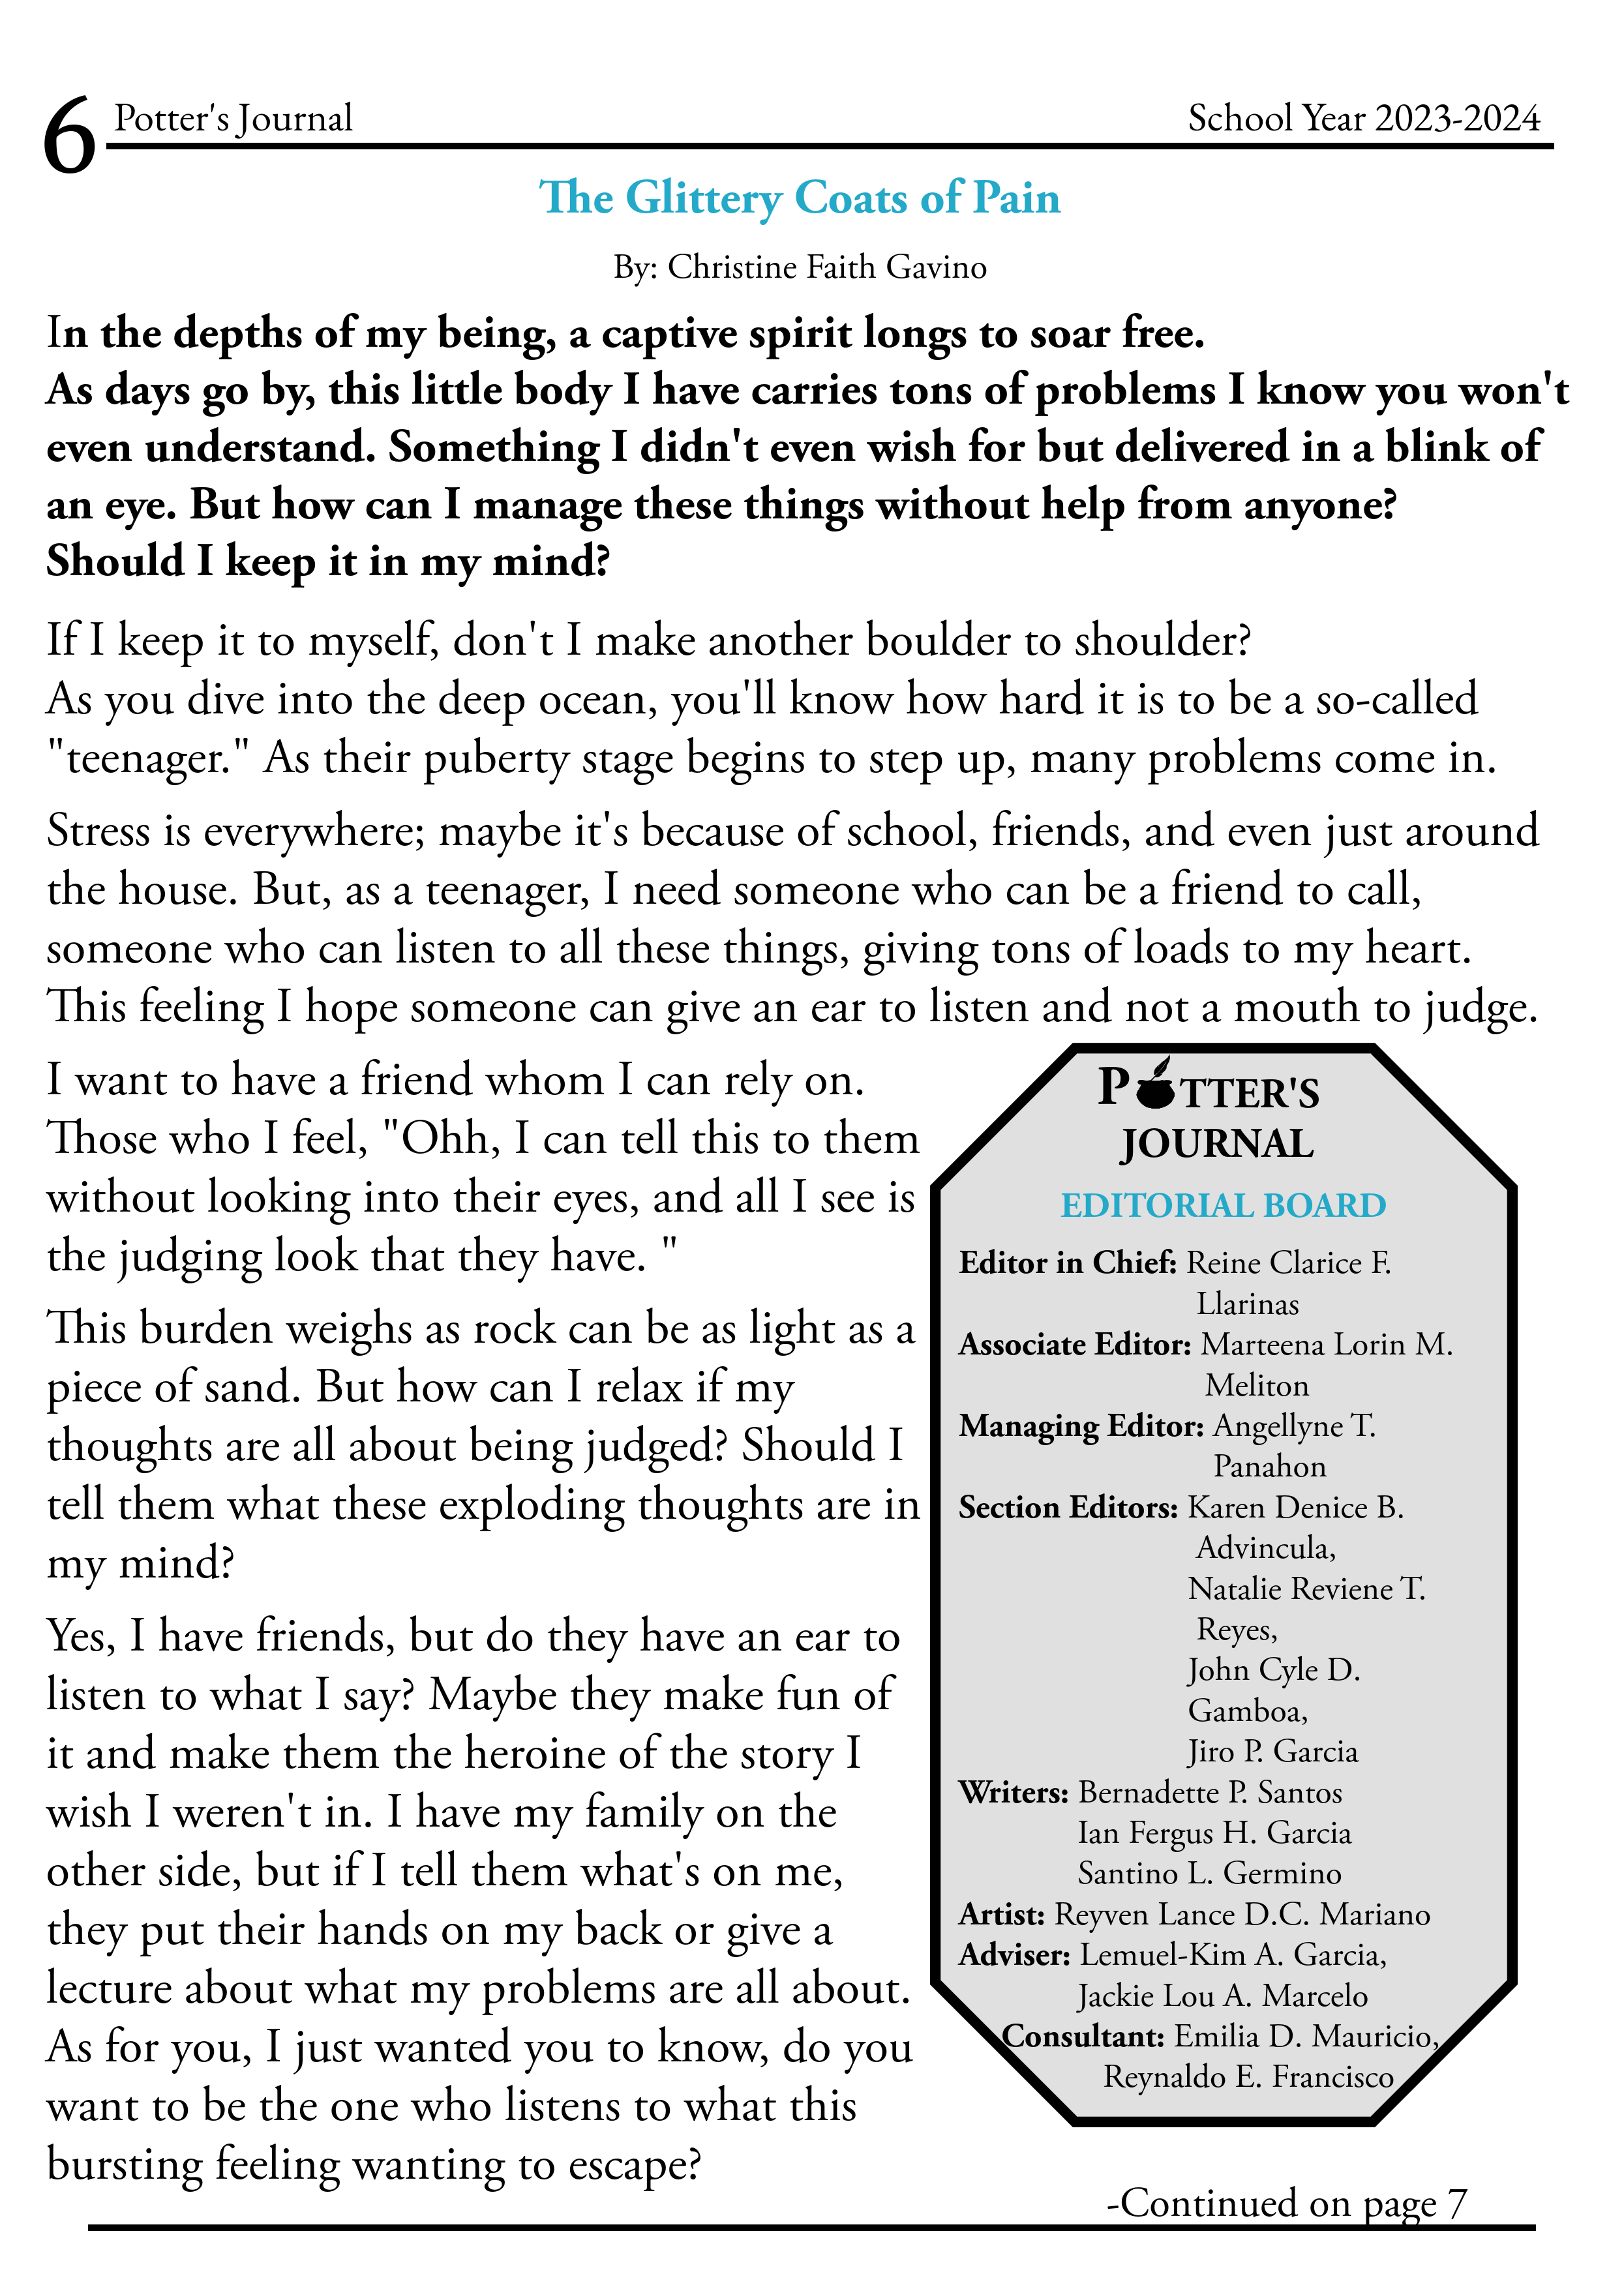 6 Potter's Journal
School Year 2023-2024
The Glittery Coats of Pain
By: Christine Faith Gavino
In the depths of my being, a captive spirit longs to soar free.
As days go by, this little body I have carries tons of problems I know you won't
even understand. Something I didn't even wish for but delivered in a blink of
an eye. But how can I manage these things without help from anyone?
Should I keep it in my mind?
If I keep it to myself, don't I make another boulder to shoulder?
As you dive into the deep ocean, you'll know how hard it is to be a so-called
"teenager." As their puberty stage begins to step up, many problems come in.
Stress is everywhere; maybe it's because of school, friends, and even just around
the house. But, as a teenager, I need someone who can be a friend to call,
someone who can listen to all these things, giving tons of loads to my heart.
This feeling I hope someone can give an ear to listen and not a mouth to judge.
I want to have a friend whom I can rely on.
Those who I feel, "Ohh, I can tell this to them
without looking into their eyes, and all I see is
the judging look that they have. "
This burden weighs as rock can be as light as a
piece of sand. But how can I relax if my
thoughts are all about being judged? Should I
tell them what these exploding thoughts are in
my mind?
Yes, I have friends, but do they have an ear to
listen to what I say? Maybe they make fun of
it and make them the heroine of the story I
wish I weren't in. I have my family on the
other side, but if I tell them what's on me,
they put their hands on my back or give a
lecture about what my problems are all about.
As for you, I just wanted you to know, do you
want to be the one who listens to what this
bursting feeling wanting to escape?
POTTER'S
JOURNAL
EDITORIAL BOARD
Editor in Chief: Reine Clarice F.
Llarinas
Associate Editor: Marteena Lorin M.
Meliton
Managing Editor: Angellyne T.
Panahon
Section Editors: Karen Denice B.
Advincula,
Natalie Reviene T.
Reyes,
John Cyle D.
Gamboa,
Jiro P. Garcia
Writers: Bernadette P. Santos
Ian Fergus H. Garcia
Santino L. Germino
Artist: Reyven Lance D.C. Mariano
Adviser: Lemuel-Kim A. Garcia,
Jackie Lou A. Marcelo
Consultant: Emilia D. Mauricio,
Reynaldo E. Francisco
-Continued on page 7